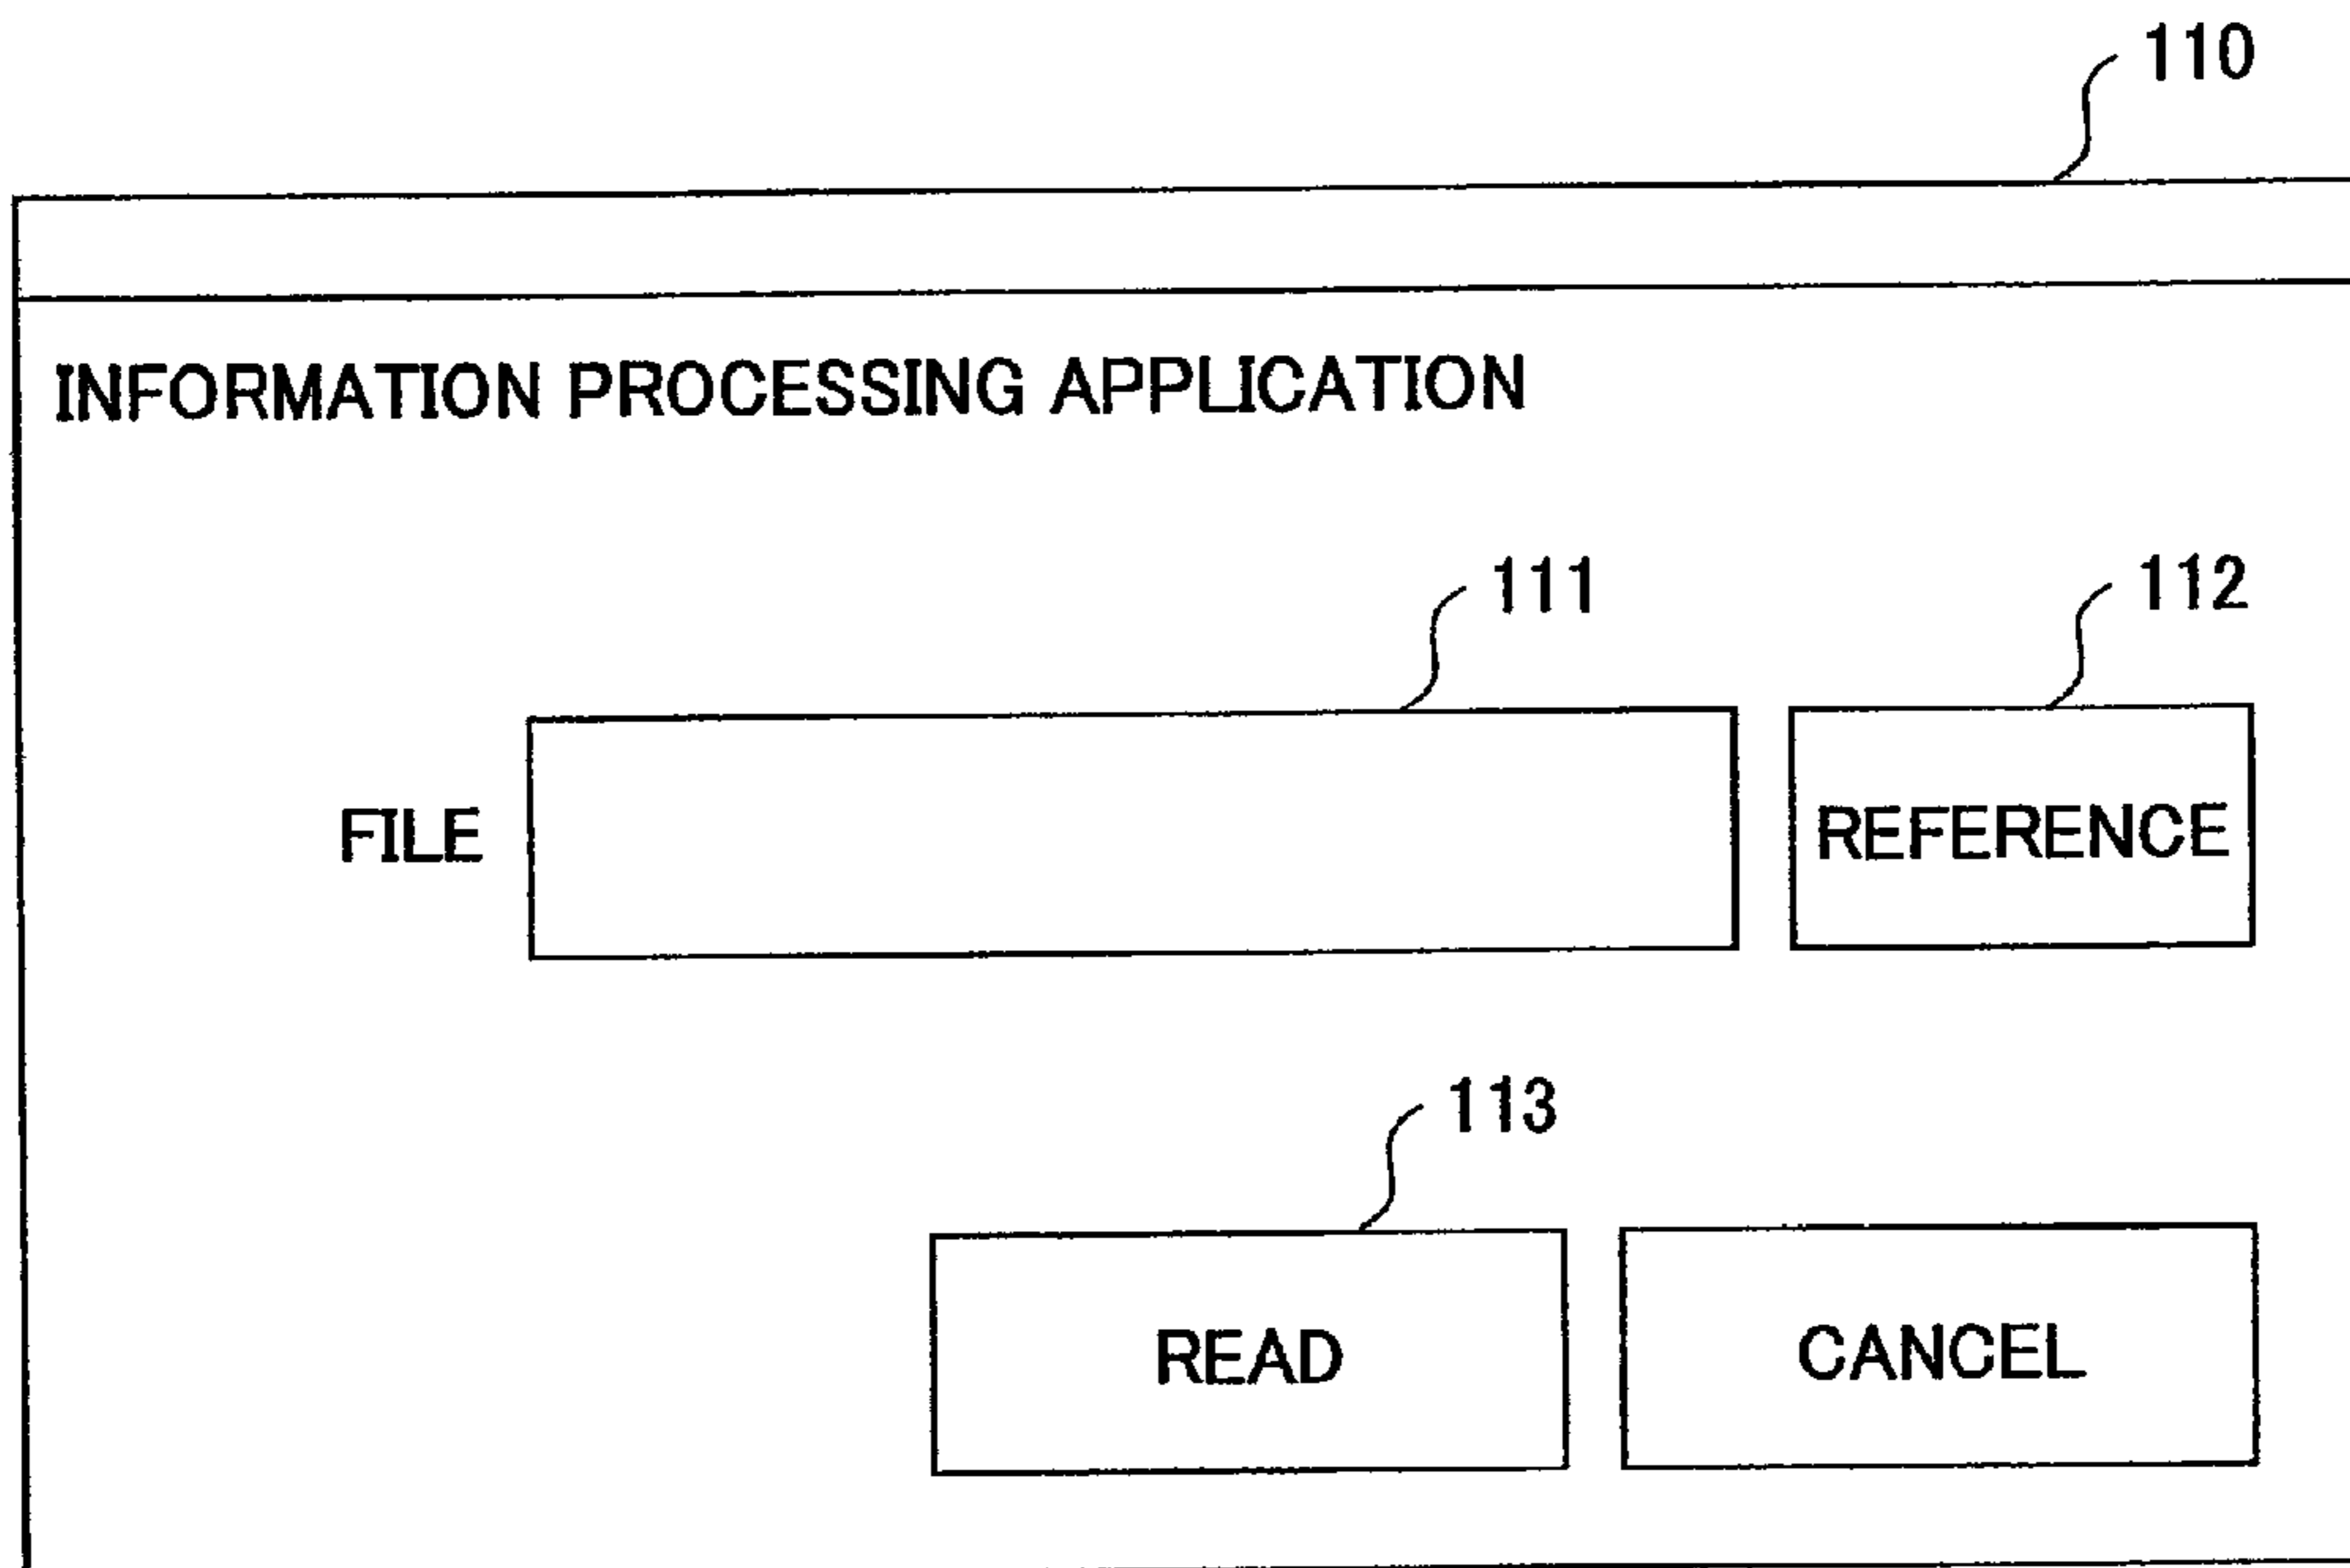 110
INFORMATION PROCESSING APPLICATION
111
112
FILE
REFERENCE
113
READ
CANCEL